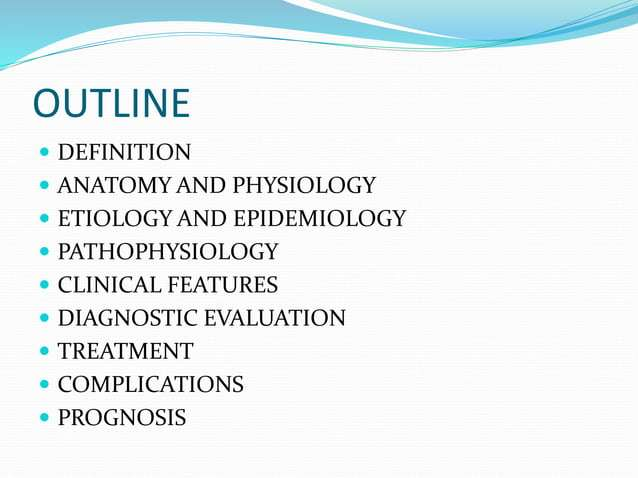 OUTLINE
DEFINITION
ANATOMY AND PHYSIOLOGY
ETIOLOGY AND EPIDEMIOLOGY
PATHOPHYSIOLOGY
CLINICAL FEATURES
DIAGNOSTIC EVALUATION
TREATMENT
COMPLICATIONS
PROGNOSIS